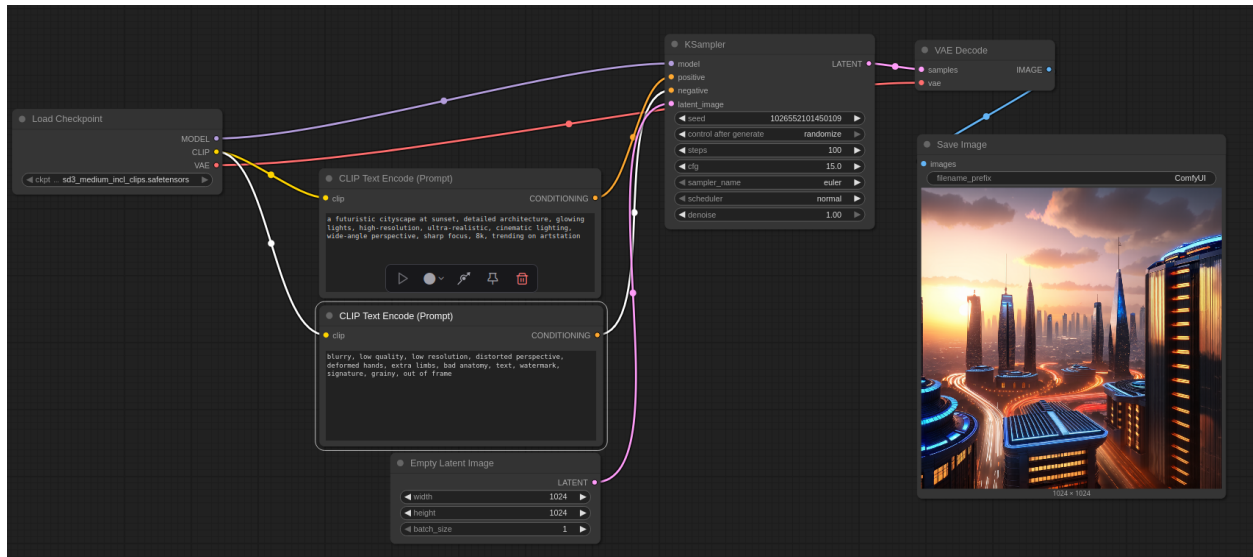 Load Checkpoint
MODEL
CLIP
VAE
ckpt ... sd3_medium_incl_clips.safetensors
CLIP Text Encode (Prompt)
clip CONDITIONING
a futuristic cityscape at sunset, detailed architecture, glowing
lights, high-resolution, ultra-realistic, cinematic lighting,
wide-angle perspective, sharp focus, 8k, trending on artstation
CLIP Text Encode (Prompt)
clip CONDITIONING
blurry, low quality, low resolution, distorted perspective,
deformed hands, extra limbs, bad anatomy, text, watermark,
signature, grainy, out of frame
Empty Latent Image
LATENT
width 1024
height 1024
batch_size 1
KSampler
model LATENT
positive
negative
latent_image
seed 1026552101450109
control after generate randomize
steps 100
cfg 15.0
sampler_name euler
scheduler normal
denoise 1.00
VAE Decode
samples IMAGE
vae
Save Image
images
filename_prefix ComfyUI
1024 × 1024